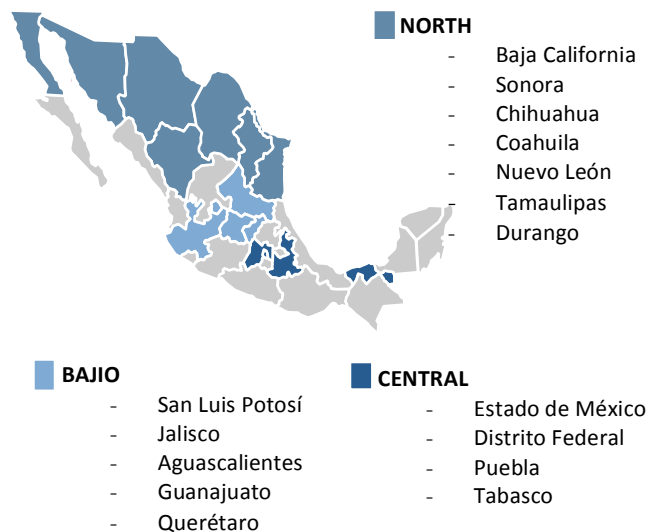 NORTH
- Baja California
- Sonora
- Chihuahua
- Coahuila
- Nuevo León
- Tamaulipas
- Durango
BAJIO
- San Luis Potosí
- Jalisco
- Aguascalientes
- Guanajuato
- Querétaro
CENTRAL
- Estado de México
- Distrito Federal
- Puebla
- Tabasco